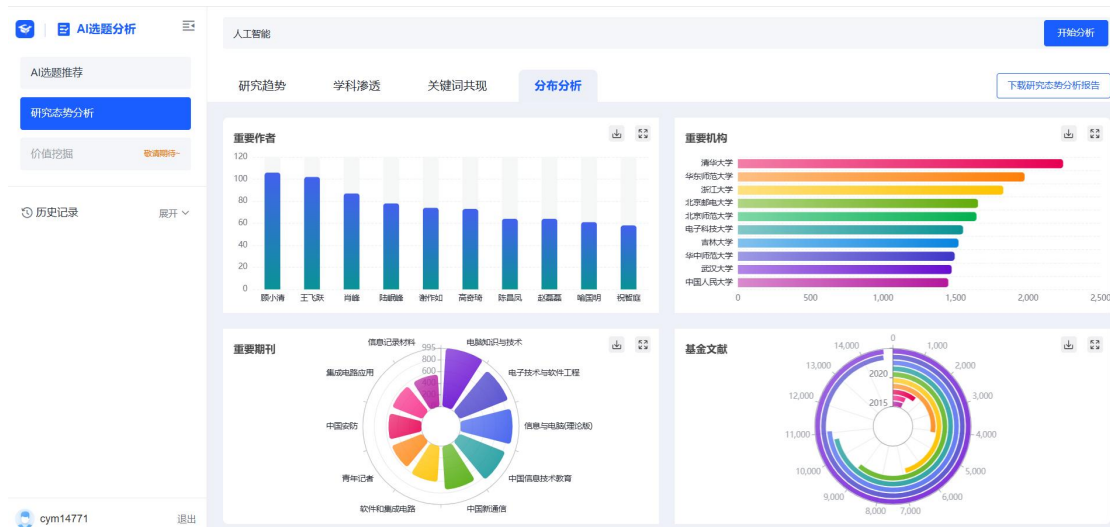 AI选题分析
AI选题推荐
研究态势分析
价值挖掘 敬请期待~
历史记录 展开
cym14771 退出
人工智能 开始分析
研究趋势 学科渗透 关键词共现 分布分析 下载研究态势分析报告
重要作者
120
100
80
60
40
20
0
顾小清 王飞跃 肖峰 陆岷峰 谢作如 高奇琦 陈昌凤 赵磊磊 喻国明 祝智庭
重要机构
清华大学
华东师范大学
浙江大学
北京邮电大学
北京师范大学
电子科技大学
吉林大学
华中师范大学
武汉大学
中国人民大学
0 500 1,000 1,500 2,000 2,500
重要期刊
信息记录材料 995 电脑知识与技术
800
集成电路应用 600 电子技术与软件工程
400
中国安防 信息与电脑(理论版)
青年记者 中国信息技术教育
软件和集成电路 中国新通信
基金文献
0
14,000 1,000
13,000 2020 2,000
12,000 2015 3,000
11,000 4,000
10,000 5,000
9,000 6,000
8,000 7,000